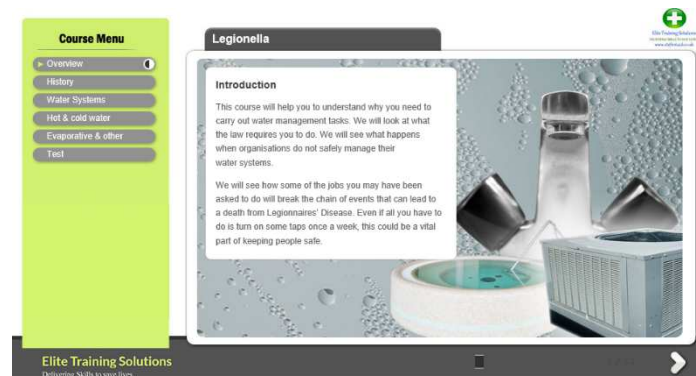 Course Menu
Overview
History
Water Systems
Hot & cold water
Evaporative & other
Test
Legionella
Elite Training Solutions
Introduction
This course will help you to understand why you need to
carry out water management tasks. We will look at what
the law requires you to do. We will see what happens
when organisations do not safely manage their
water systems.
We will see how some of the jobs you may have been
asked to do will break the chain of events that can lead to
a death from Legionnaires' Disease. Even if all you have to
do is turn on some taps once a week, this could be a vital
part of keeping people safe.
Elite Training Solutions
Delivering Skills to save lives